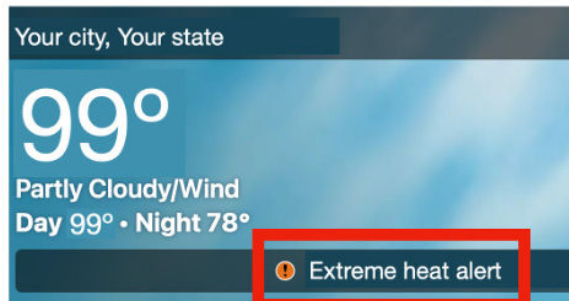 Your city, Your state
99°
Partly Cloudy/Wind
Day 99° • Night 78°
Extreme heat alert